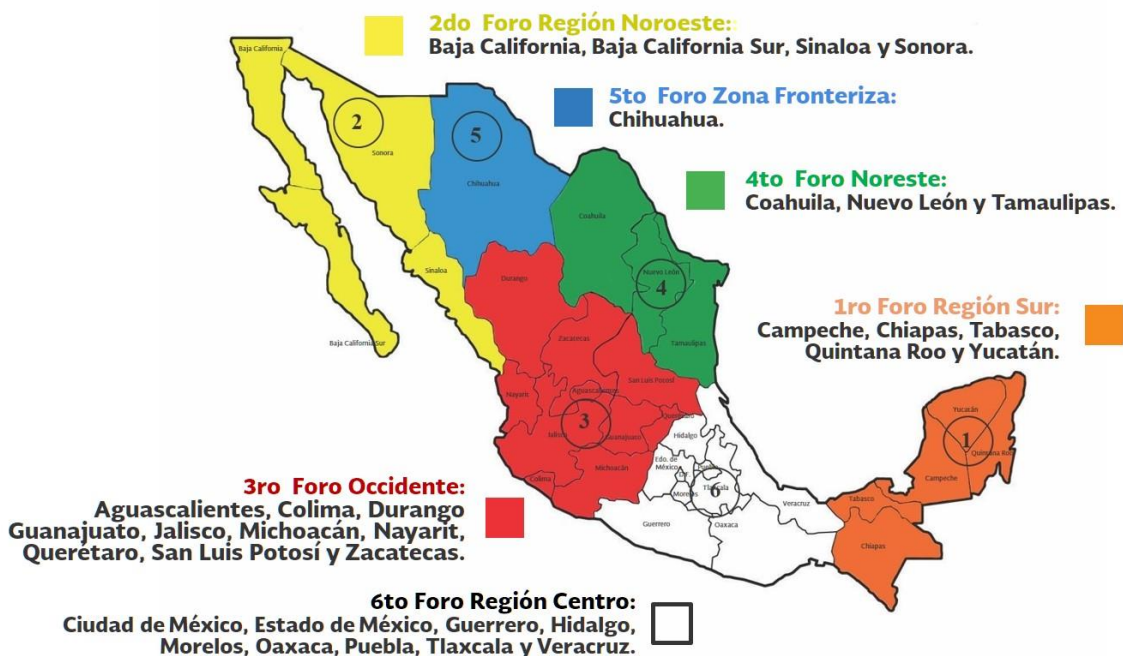 2do Foro Región Noroeste:
Baja California, Baja California Sur, Sinaloa y Sonora.
5to Foro Zona Fronteriza:
Chihuahua.
4to Foro Noreste:
Coahuila, Nuevo León y Tamaulipas.
1ro Foro Región Sur:
Campeche, Chiapas, Tabasco,
Quintana Roo y Yucatán.
3ro Foro Occidente:
Aguascalientes, Colima, Durango
Guanajuato, Jalisco, Michoacán, Nayarit,
Querétaro, San Luis Potosí y Zacatecas.
6to Foro Región Centro:
Ciudad de México, Estado de México, Guerrero, Hidalgo,
Morelos, Oaxaca, Puebla, Tlaxcala y Veracruz.
Baja California
2
Sonora
5
Chihuahua
Coahuila
Sinaloa
Durango
Nuevo León
4
Baja California Sur
Zacatecas
Tamaulipas
San Luis Potosí
Nayarit
Aguascalientes
Querétaro
3
Jalisco
Guanajuato
Hidalgo
Yucatán
1
Quintana Roo
Edo. de
México
Puebla
Michoacán
Colima
D.F.
Tlaxcala
6
Morelos
Campeche
Veracruz
Tabasco
Guerrero
Oaxaca
Chiapas